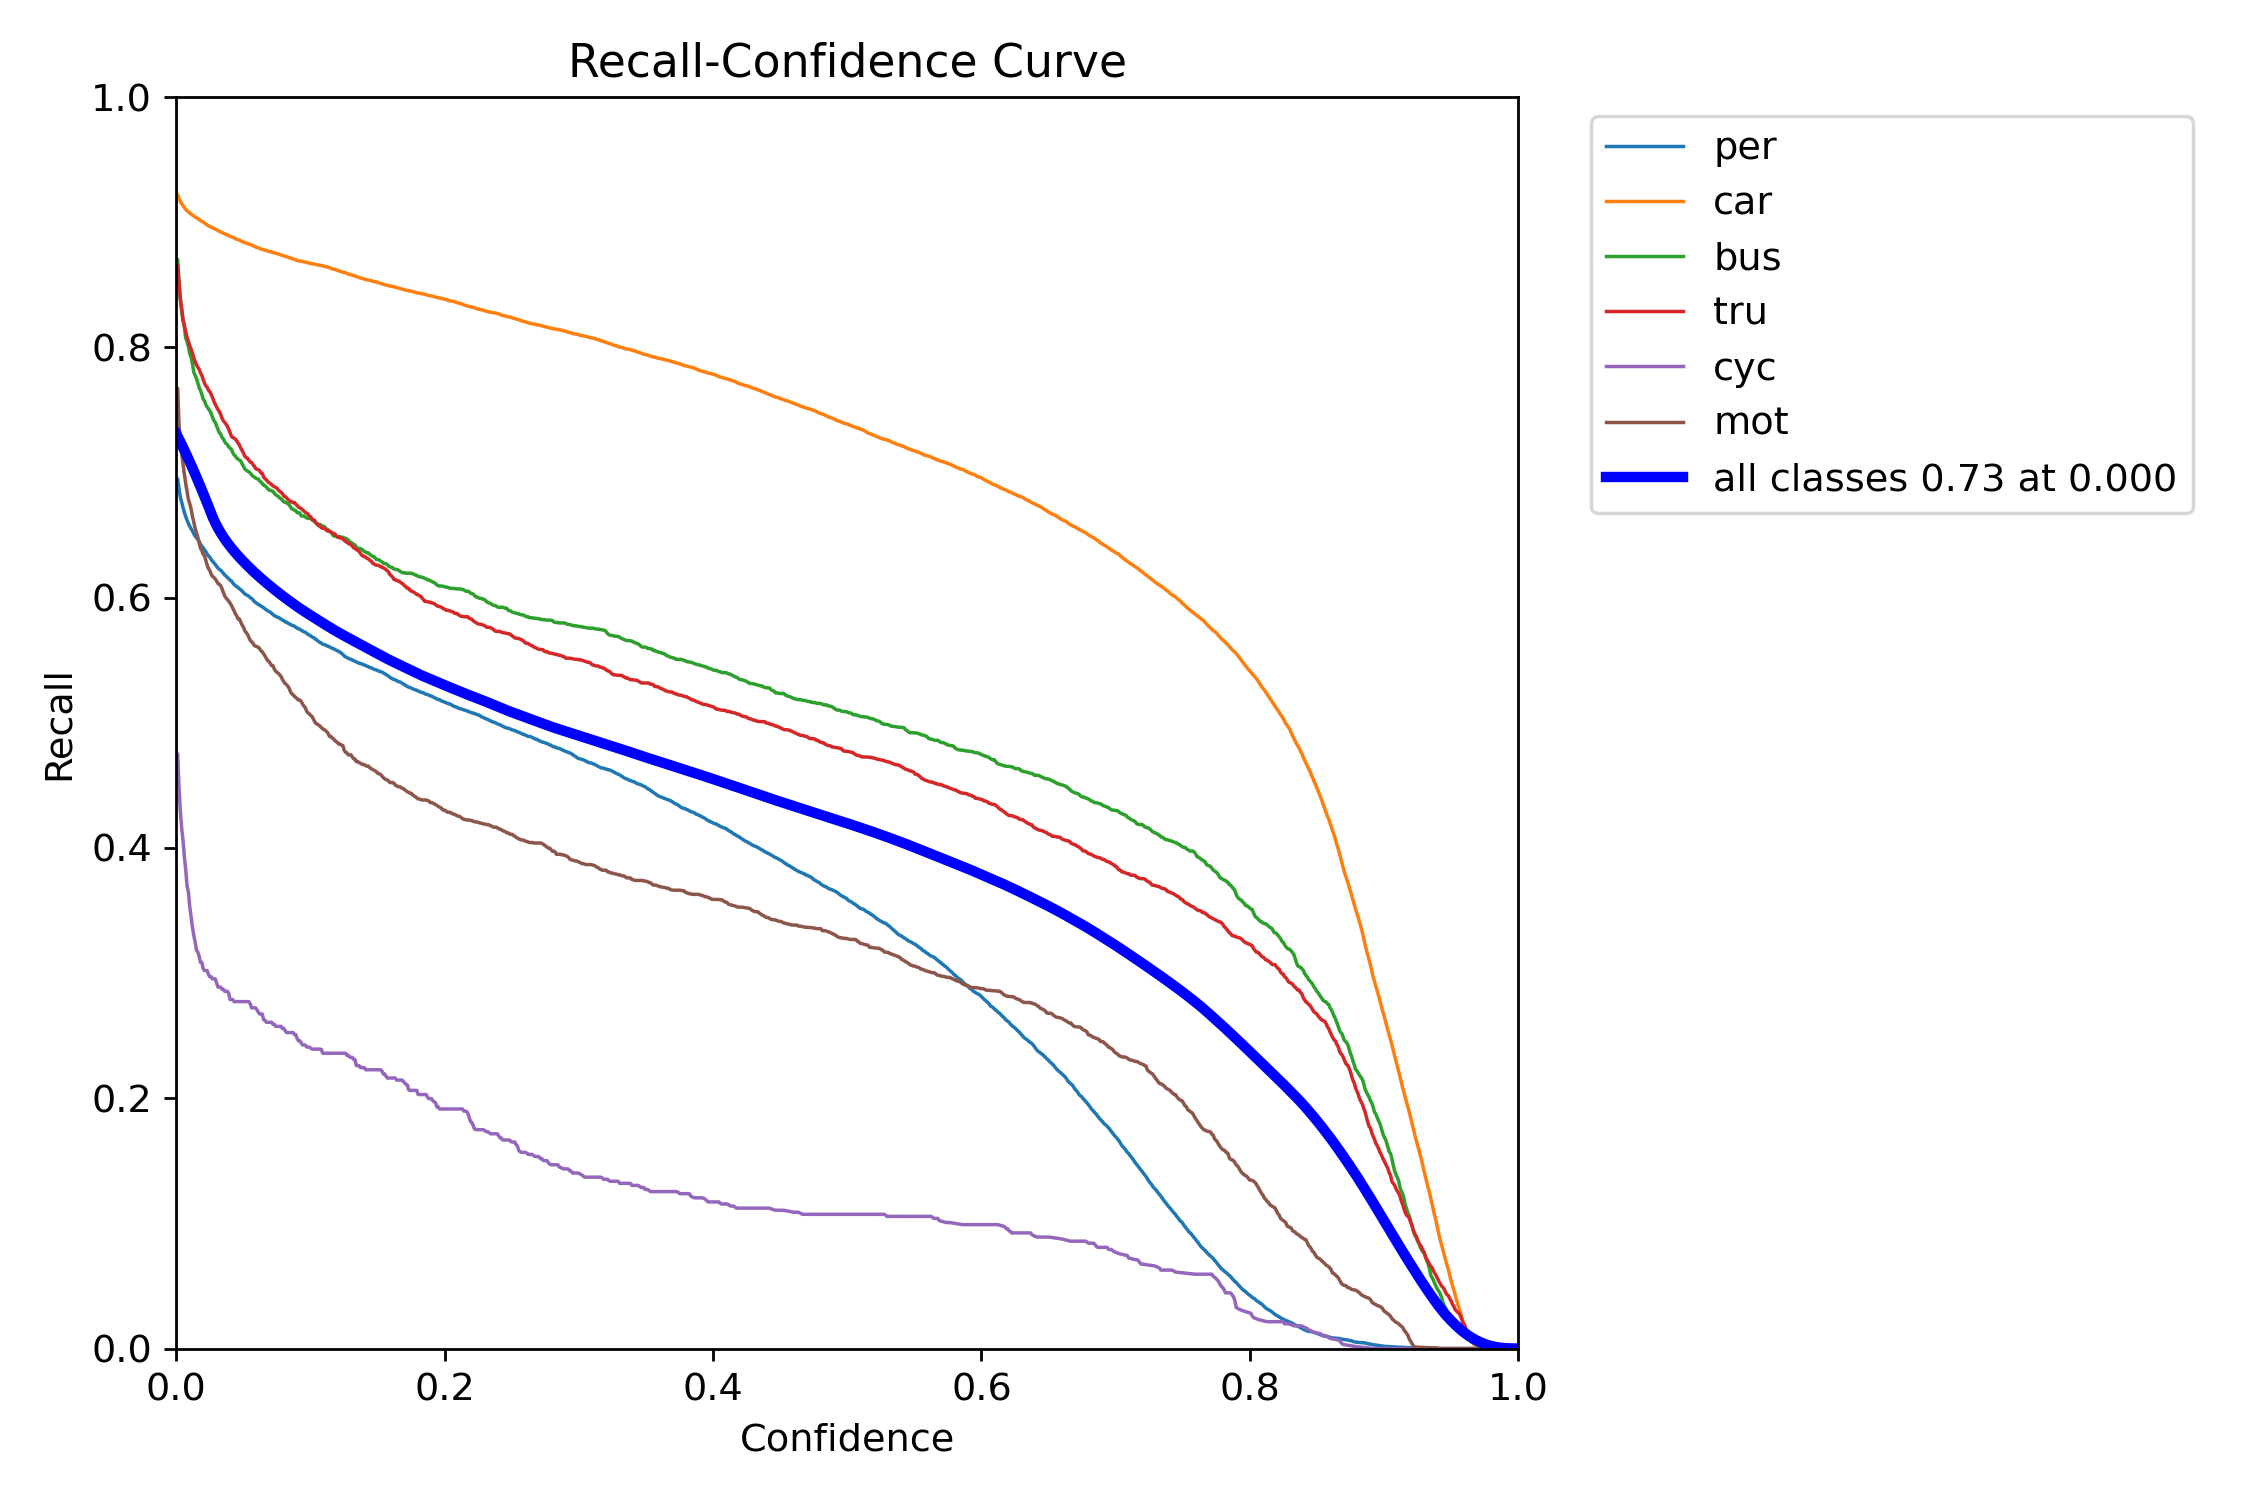 Recall-Confidence Curve
1.0
0.8
0.6
0.4
0.2
0.0
Recall
0.0 0.2 0.4 0.6 0.8 1.0
Confidence
per
car
bus
tru
cyc
mot
all classes 0.73 at 0.000